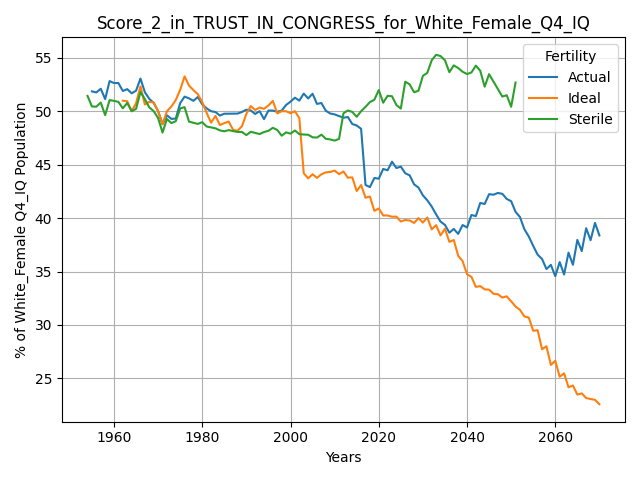 Score_2_in_TRUST_IN_CONGRESS_for_White_Female_Q4_IQ
% of White_Female Q4_IQ Population
55
50
45
40
35
30
25
Fertility
Actual
Ideal
Sterile
1960 1980 2000 2020 2040 2060
Years